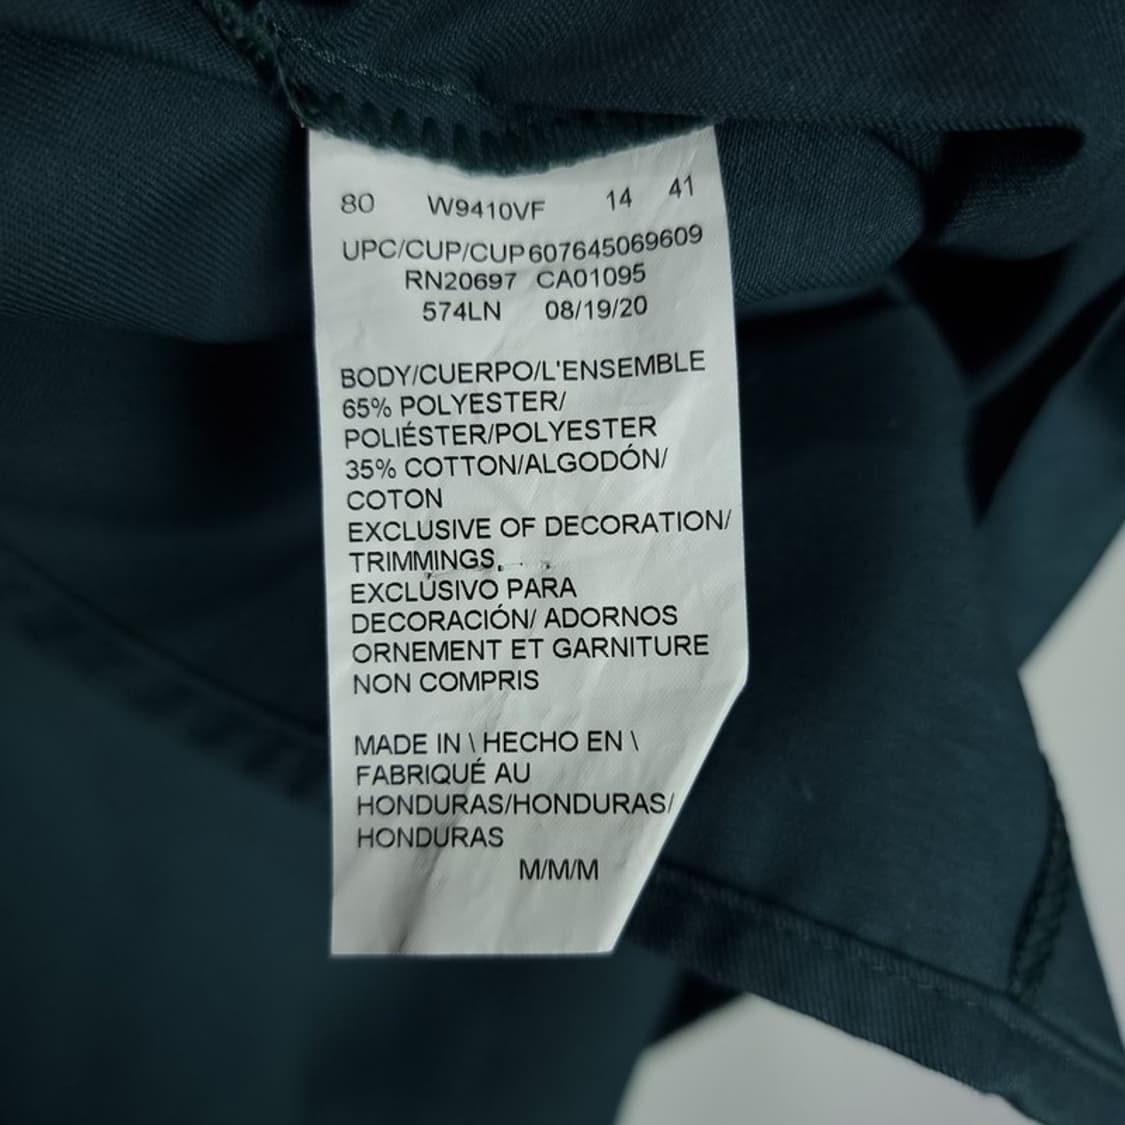 80 W9410VF 14 41
UPC/CUP/CUP 607645069609
RN20697 CA01095
574LN 08/19/20
BODY/CUERPO/L'ENSEMBLE
65% POLYESTER/
POLIÉSTER/POLYESTER
35% COTTON/ALGODÓN/
COTON
EXCLUSIVE OF DECORATION/
TRIMMINGS.
EXCLÚSIVO PARA
DECORACIÓN/ ADORNOS
ORNEMENT ET GARNITURE
NON COMPRIS
MADE IN \ HECHO EN \
FABRIQUÉ AU
HONDURAS/HONDURAS/
HONDURAS
M/M/M